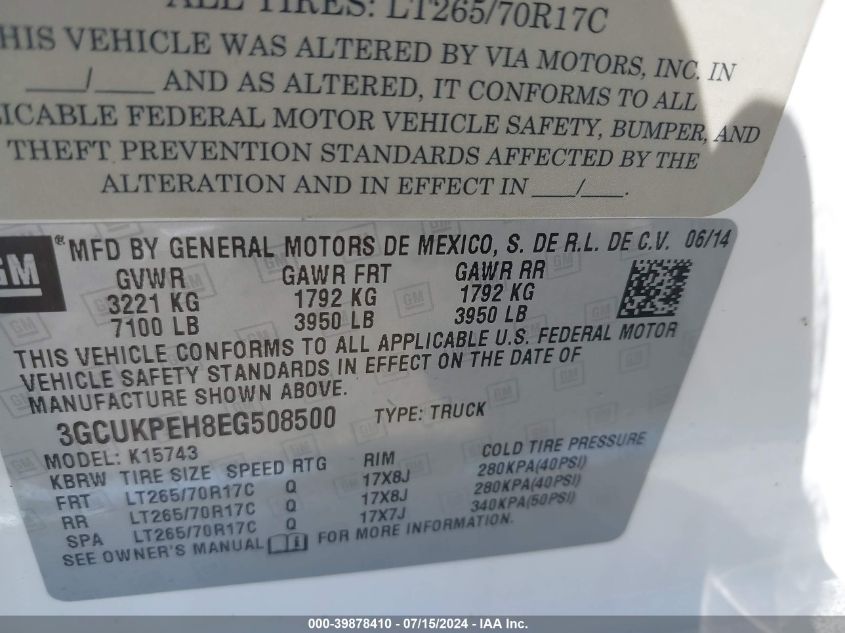 ALL TIRES: LT265/70R17C
HIS VEHICLE WAS ALTERED BY VIA MOTORS, INC. IN
___/____ AND AS ALTERED, IT CONFORMS TO ALL
LICABLE FEDERAL MOTOR VEHICLE SAFETY, BUMPER, AND
THEFT PREVENTION STANDARDS AFFECTED BY THE
ALTERATION AND IN EFFECT IN ___/___.
GM ® MFD BY GENERAL MOTORS DE MEXICO, S. DE R.L. DE C.V. 06/14
GVWR GAWR FRT GAWR RR
3221 KG 1792 KG 1792 KG
7100 LB 3950 LB 3950 LB
THIS VEHICLE CONFORMS TO ALL APPLICABLE U.S. FEDERAL MOTOR
VEHICLE SAFETY STANDARDS IN EFFECT ON THE DATE OF
MANUFACTURE SHOWN ABOVE.
3GCUKPEH8EG508500 TYPE: TRUCK
MODEL: K15743
KBRW TIRE SIZE SPEED RTG RIM COLD TIRE PRESSURE
FRT LT265/70R17C Q 17X8J 280KPA(40PSI)
RR LT265/70R17C Q 17X8J 280KPA(40PSI)
SPA LT265/70R17C Q 17X7J 340KPA(50PSI)
SEE OWNER'S MANUAL FOR MORE INFORMATION.
000-39878410 - 07/15/2024 - IAA Inc.